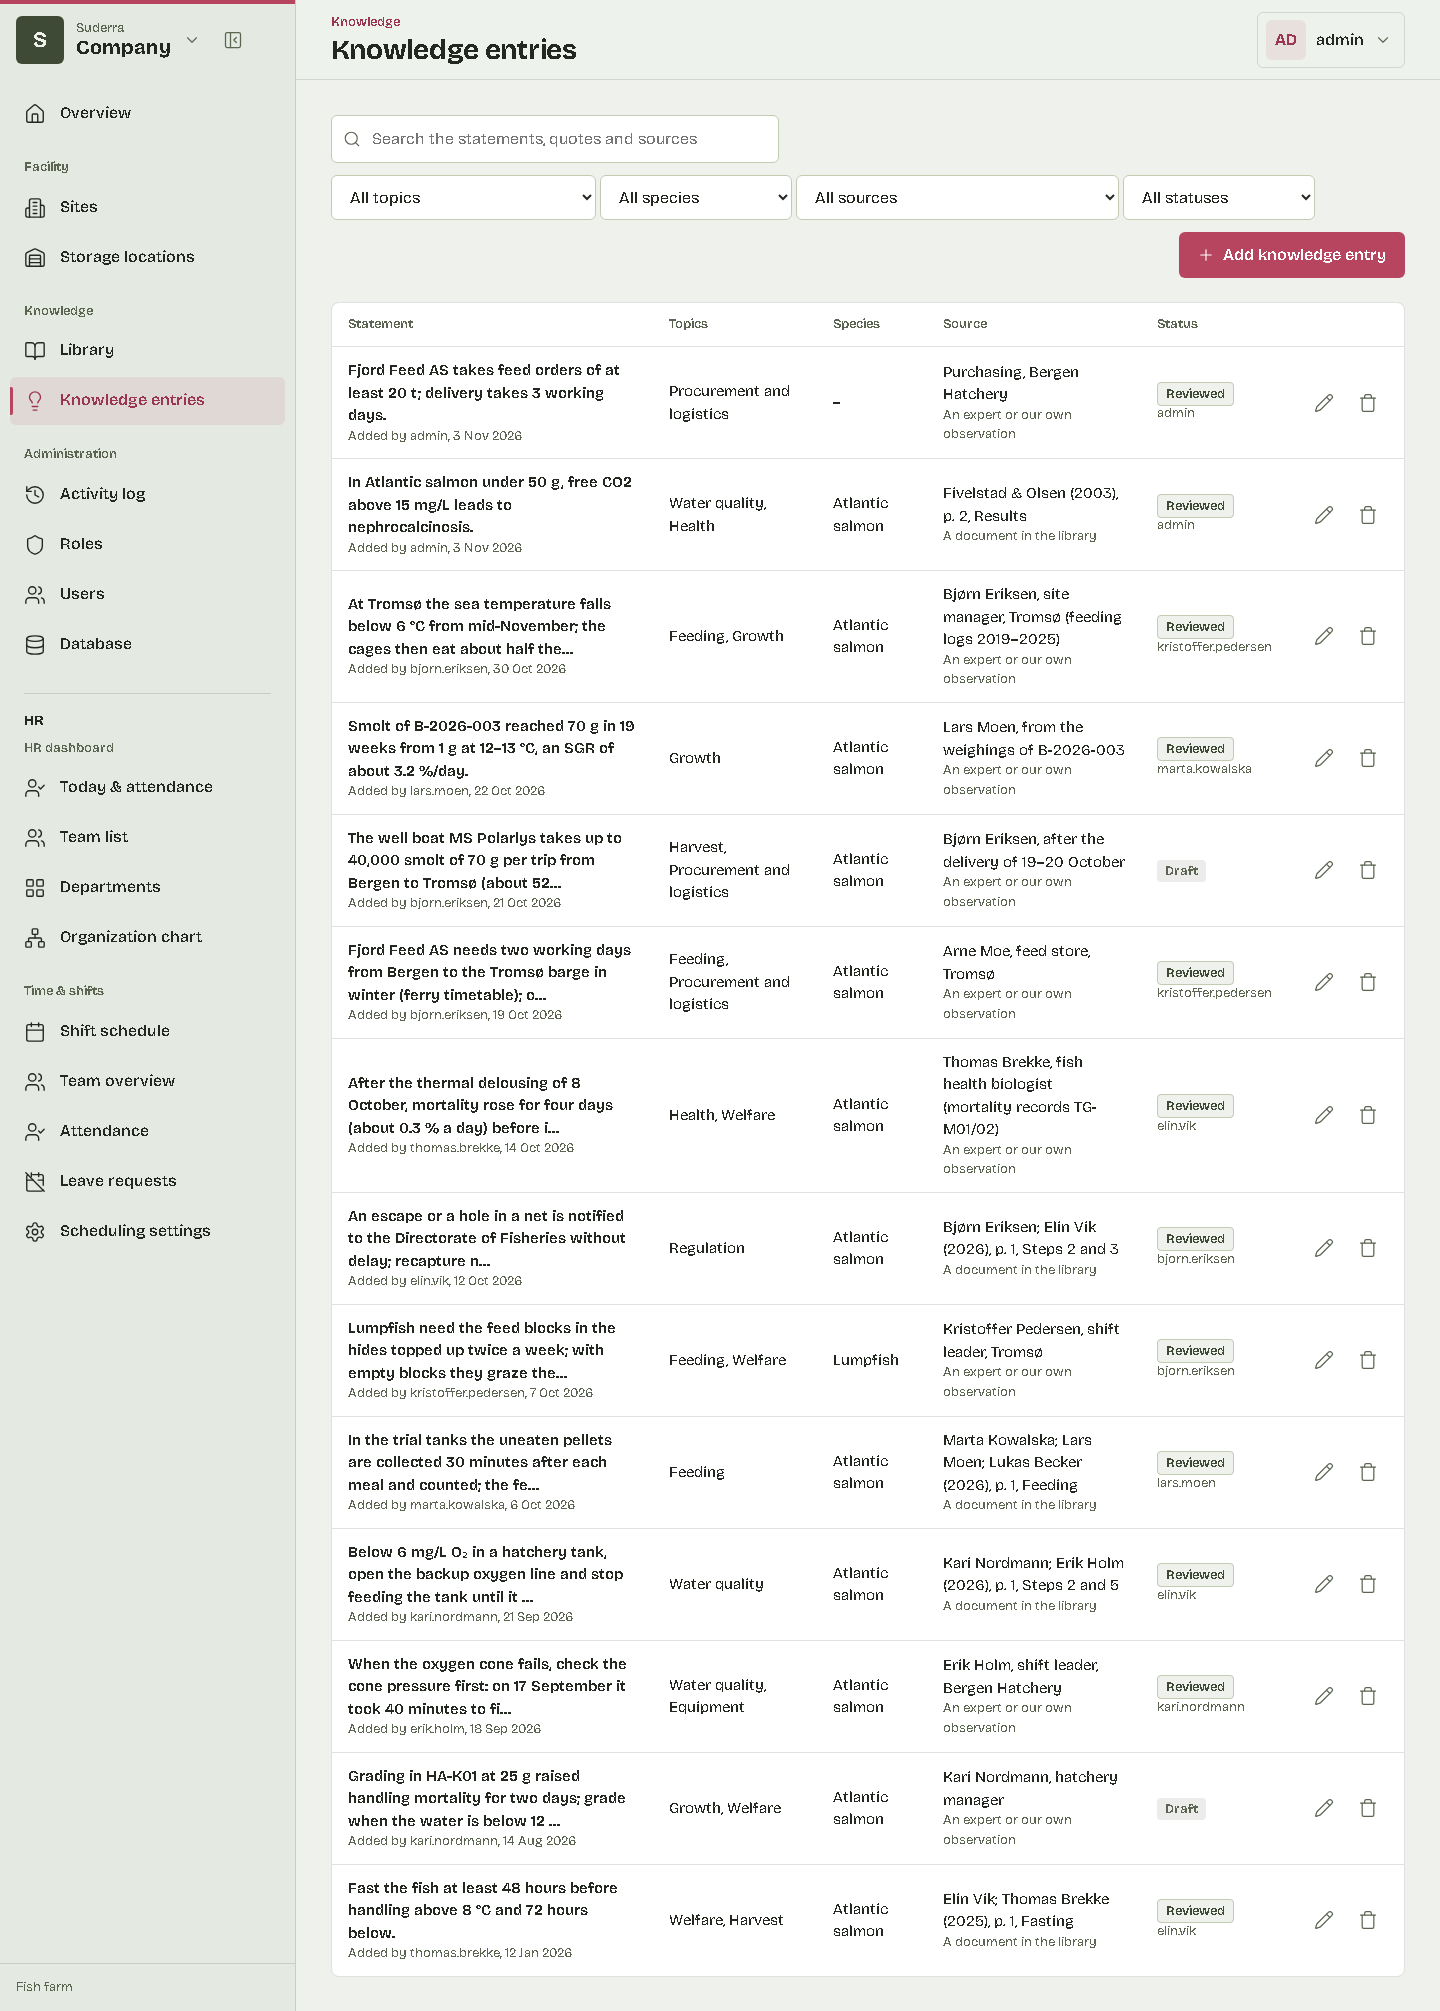 Suderra
S
Company
Overview
Facility
Sites
Storage locations
Knowledge
Library
Knowledge entries
Administration
Activity log
Roles
Users
Database
HR
HR dashboard
Today & attendance
Team list
Departments
Organization chart
Time & shifts
Shift schedule
Team overview
Attendance
Leave requests
Scheduling settings
Fish farm
Knowledge
Knowledge entries
AD admin
Search the statements, quotes and sources
All topics
All species
All sources
All statuses
Add knowledge entry
Statement
Topics
Species
Source
Status
Fjord Feed AS takes feed orders of at
least 20 t; delivery takes 3 working
days.
Added by admin, 3 Nov 2026
Procurement and
logistics
–
Purchasing, Bergen
Hatchery
An expert or our own
observation
Reviewed
admin
In Atlantic salmon under 50 g, free CO2
above 15 mg/L leads to
nephrocalcinosis.
Added by admin, 3 Nov 2026
Water quality,
Health
Atlantic
salmon
Fivelstad & Olsen (2003),
p. 2, Results
A document in the library
Reviewed
admin
At Tromsø the sea temperature falls
below 6 °C from mid-November; the
cages then eat about half the...
Added by bjorn.eriksen, 30 Oct 2026
Feeding, Growth
Atlantic
salmon
Bjørn Eriksen, site
manager, Tromsø (feeding
logs 2019–2025)
An expert or our own
observation
Reviewed
kristoffer.pedersen
Smolt of B-2026-003 reached 70 g in 19
weeks from 1 g at 12–13 °C, an SGR of
about 3.2 %/day.
Added by lars.moen, 22 Oct 2026
Growth
Atlantic
salmon
Lars Moen, from the
weighings of B-2026-003
An expert or our own
observation
Reviewed
marta.kowalska
The well boat MS Polarlys takes up to
40,000 smolt of 70 g per trip from
Bergen to Tromsø (about 52...
Added by bjorn.eriksen, 21 Oct 2026
Harvest,
Procurement and
logistics
Atlantic
salmon
Bjørn Eriksen, after the
delivery of 19–20 October
An expert or our own
observation
Draft
Fjord Feed AS needs two working days
from Bergen to the Tromsø barge in
winter (ferry timetable); o...
Added by bjorn.eriksen, 19 Oct 2026
Feeding,
Procurement and
logistics
Atlantic
salmon
Arne Moe, feed store,
Tromsø
An expert or our own
observation
Reviewed
kristoffer.pedersen
After the thermal delousing of 8
October, mortality rose for four days
(about 0.3 % a day) before i...
Added by thomas.brekke, 14 Oct 2026
Health, Welfare
Atlantic
salmon
Thomas Brekke, fish
health biologist
(mortality records TG-
M01/02)
An expert or our own
observation
Reviewed
elin.vik
An escape or a hole in a net is notified
to the Directorate of Fisheries without
delay; recapture n...
Added by elin.vik, 12 Oct 2026
Regulation
Atlantic
salmon
Bjørn Eriksen; Elin Vik
(2026), p. 1, Steps 2 and 3
A document in the library
Reviewed
bjorn.eriksen
Lumpfish need the feed blocks in the
hides topped up twice a week; with
empty blocks they graze the...
Added by kristoffer.pedersen, 7 Oct 2026
Feeding, Welfare
Lumpfish
Kristoffer Pedersen, shift
leader, Tromsø
An expert or our own
observation
Reviewed
bjorn.eriksen
In the trial tanks the uneaten pellets
are collected 30 minutes after each
meal and counted; the fe...
Added by marta.kowalska, 6 Oct 2026
Feeding
Atlantic
salmon
Marta Kowalska; Lars
Moen; Lukas Becker
(2026), p. 1, Feeding
A document in the library
Reviewed
lars.moen
Below 6 mg/L O₂ in a hatchery tank,
open the backup oxygen line and stop
feeding the tank until it ...
Added by kari.nordmann, 21 Sep 2026
Water quality
Atlantic
salmon
Kari Nordmann; Erik Holm
(2026), p. 1, Steps 2 and 5
A document in the library
Reviewed
elin.vik
When the oxygen cone fails, check the
cone pressure first: on 17 September it
took 40 minutes to fi...
Added by erik.holm, 18 Sep 2026
Water quality,
Equipment
Atlantic
salmon
Erik Holm, shift leader,
Bergen Hatchery
An expert or our own
observation
Reviewed
kari.nordmann
Grading in HA-K01 at 25 g raised
handling mortality for two days; grade
when the water is below 12 ...
Added by kari.nordmann, 14 Aug 2026
Growth, Welfare
Atlantic
salmon
Kari Nordmann, hatchery
manager
An expert or our own
observation
Draft
Fast the fish at least 48 hours before
handling above 8 °C and 72 hours
below.
Added by thomas.brekke, 12 Jan 2026
Welfare, Harvest
Atlantic
salmon
Elin Vik; Thomas Brekke
(2025), p. 1, Fasting
A document in the library
Reviewed
elin.vik